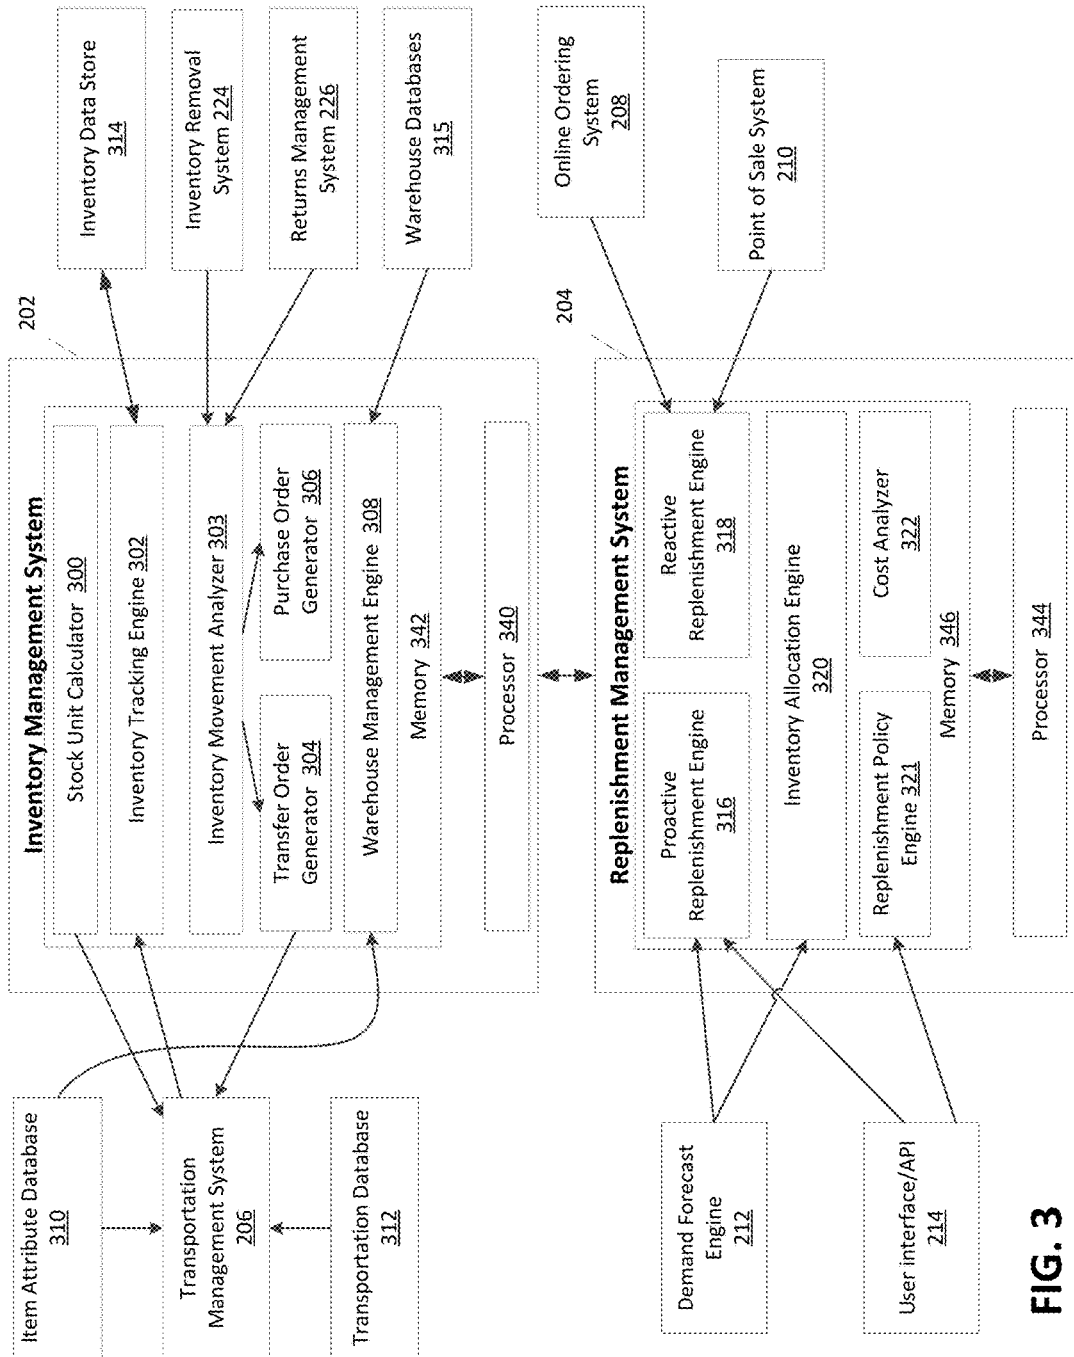 Item Attribute Database
310
Transportation
Management System
206
Transportation Database
312
202
Inventory Management System
Stock Unit Calculator 300
Inventory Tracking Engine 302
Inventory Movement Analyzer 303
Transfer Order
Generator 304
Purchase Order
Generator 306
Warehouse Management Engine 308
Memory 342
Processor 340
Inventory Data Store
314
Inventory Removal
System 224
Returns Management
System 226
Warehouse Databases
315
Demand Forecast
Engine
212
User interface/API
214
204
Replenishment Management System
Proactive
Replenishment Engine
316
Reactive
Replenishment Engine
318
Inventory Allocation Engine
320
Replenishment Policy
Engine 321
Cost Analyzer
322
Memory 346
Processor 344
Online Ordering
System
208
Point of Sale System
210
FIG. 3